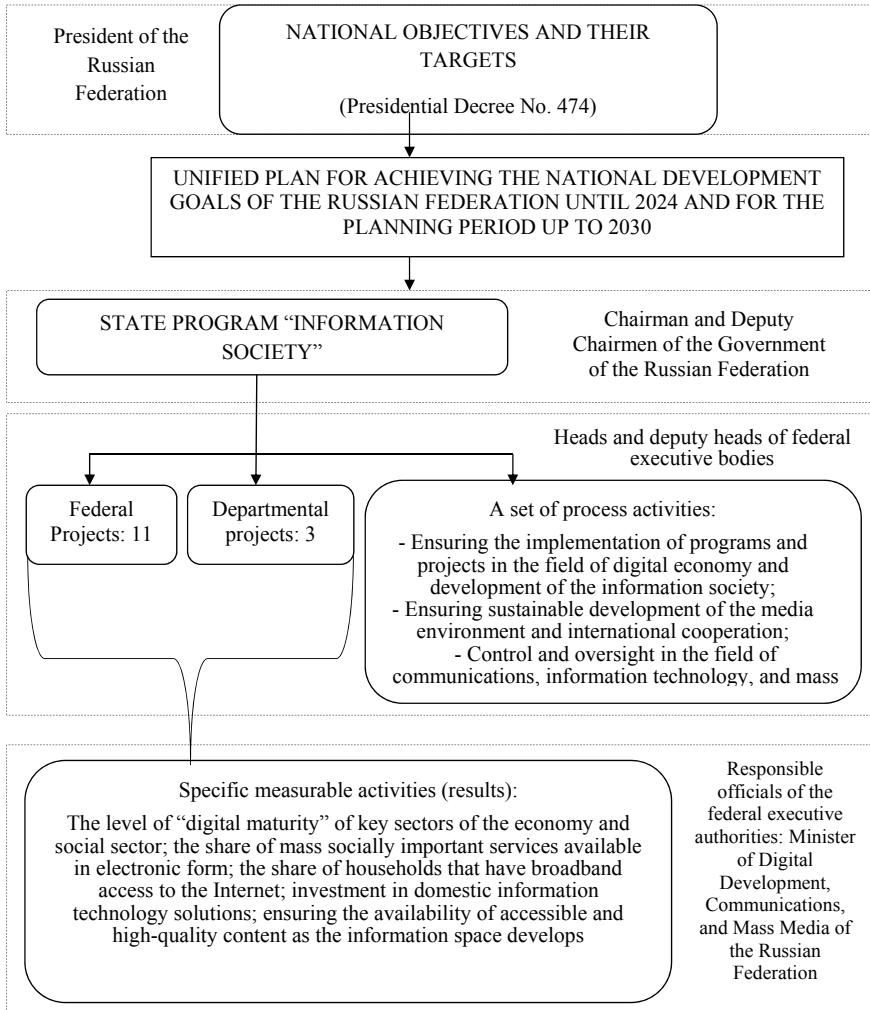 President of the
Russian
Federation
NATIONAL OBJECTIVES AND THEIR
TARGETS
(Presidential Decree No. 474)
UNIFIED PLAN FOR ACHIEVING THE NATIONAL DEVELOPMENT
GOALS OF THE RUSSIAN FEDERATION UNTIL 2024 AND FOR THE
PLANNING PERIOD UP TO 2030
STATE PROGRAM “INFORMATION
SOCIETY”
Chairman and Deputy
Chairmen of the Government
of the Russian Federation
Heads and deputy heads of federal
executive bodies
Federal
Projects: 11
Departmental
projects: 3
A set of process activities:
- Ensuring the implementation of programs and
projects in the field of digital economy and
development of the information society;
- Ensuring sustainable development of the media
environment and international cooperation;
- Control and oversight in the field of
communications, information technology, and mass
Specific measurable activities (results):
The level of “digital maturity” of key sectors of the economy and
social sector; the share of mass socially important services available
in electronic form; the share of households that have broadband
access to the Internet; investment in domestic information
technology solutions; ensuring the availability of accessible and
high-quality content as the information space develops
Responsible
officials of the
federal executive
authorities: Minister
of Digital
Development,
Communications,
and Mass Media of
the Russian
Federation